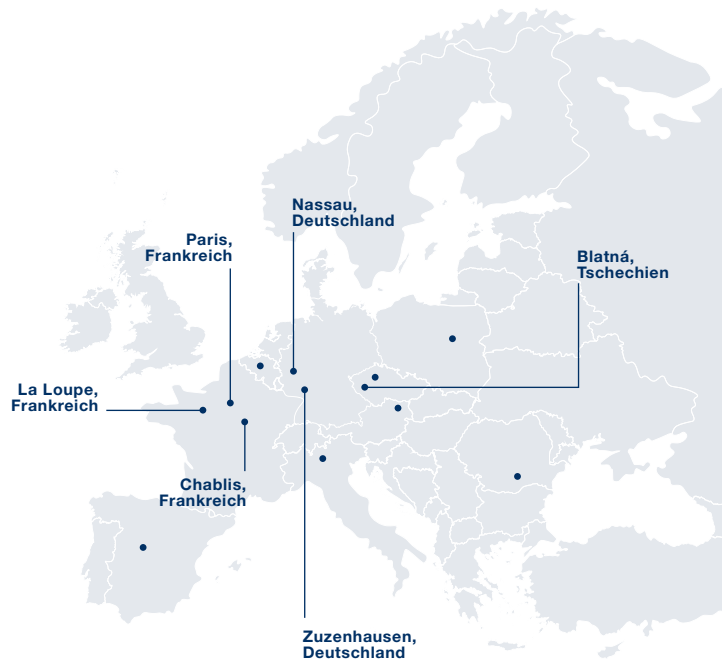 Nassau,
Deutschland
Paris,
Frankreich
Blatná,
Tschechien
La Loupe,
Frankreich
Chablis,
Frankreich
Zuzenhausen,
Deutschland